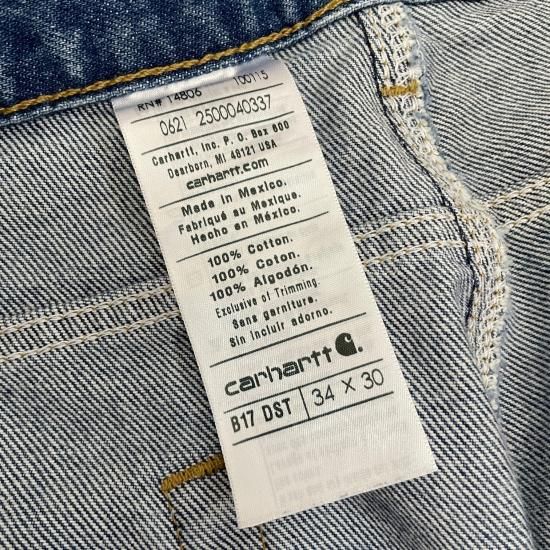 RN# 14806 100115
0621 2500040337
Carhartt, Inc. P. O. Box 600
Dearborn, MI 48121 USA
carhartt.com
Made in Mexico.
Fabriqué au Mexique.
Hecho en México.
100% Cotton.
100% Coton.
100% Algodón.
Exclusive of Trimming.
Sans garniture.
Sin incluir adorno.
carhartt.
B17 DST 34 X 30